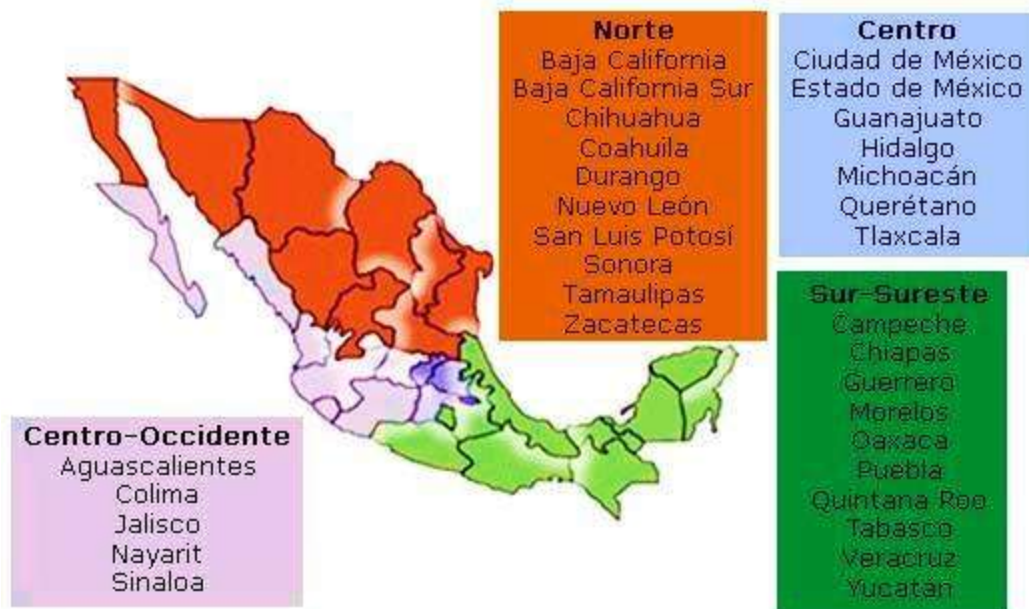 Norte
Baja California
Baja California Sur
Chihuahua
Coahuila
Durango
Nuevo León
San Luis Potosí
Sonora
Tamaulipas
Zacatecas
Centro
Ciudad de México
Estado de México
Guanajuato
Hidalgo
Michoacán
Querétano
Tlaxcala
Sur-Sureste
Campeche
Chiapas
Guerrero
Morelos
Oaxaca
Puebla
Quintana Roo
Tabasco
Veracruz
Yucatán
Centro-Occidente
Aguascalientes
Colima
Jalisco
Nayarit
Sinaloa